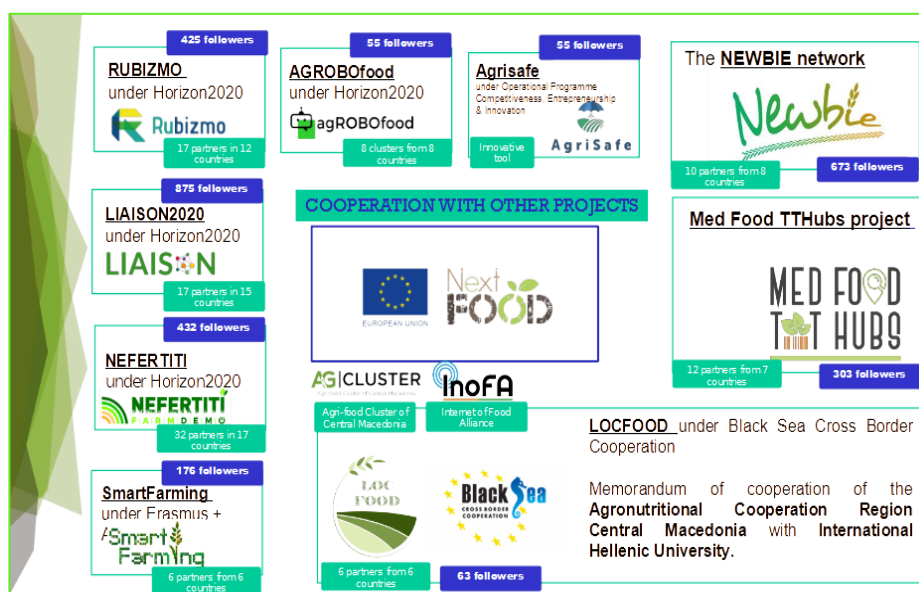 425 followers
RUBIZMO
under Horizon2020
Rubizmo
17 partners in 12
countries
55 followers
AGROBOfood
under Horizon2020
agROBOfood
8 clusters from 8
countries
55 followers
Agrisafe
under Operational Programme
Competitiveness, Entrepreneurship
& Innovation
AGRISAFE
Innovative
tool
The NEWBIE network
Newbie
10 partners from 8
countries
673 followers
875 followers
LIAISON2020
under Horizon2020
LIAISON
17 partners in 15
countries
COOPERATION WITH OTHER PROJECTS
EUROPEAN UNION
Next
FOOD
Med Food TTHubs project
MED FOOD
TT HUBS
12 partners from 7
countries
303 followers
432 followers
NEFERTITI
under Horizon2020
NEFERTITI
FARMDEMO
32 partners in 17
countries
AG|CLUSTER
Agri-food Cluster of Central Macedonia
InoFA
Agri-food Cluster of
Central Macedonia
Internet of Food
Alliance
176 followers
SmartFarming
under Erasmus +
Smart
Farming
6 partners from 6
countries
LOC
FOOD
Black Sea
CROSS BORDER
COOPERATION
6 partners from 6
countries
63 followers
LOCFOOD under Black Sea Cross Border
Cooperation
Memorandum of cooperation of the
Agronutritional Cooperation Region
Central Macedonia with International
Hellenic University.